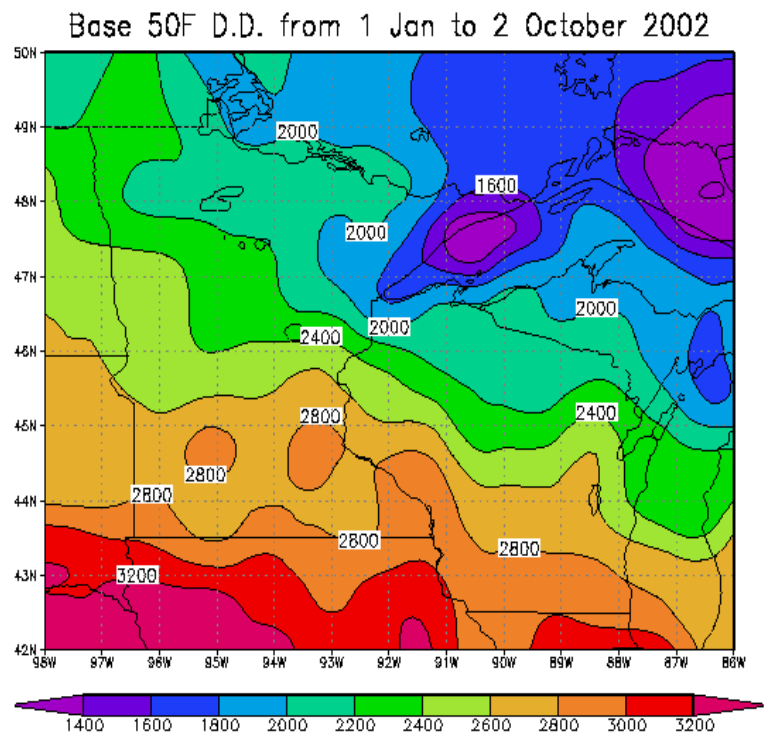 Base 50F D.D. from 1 Jan to 2 October 2002
50N
49N
2000
48N
1600
2000
47N
2000
2000
46N
2400
45N
2800
2400
2800
44N
2800
2800
2800
43N
3200
42N
98W 97W 96W 95W 94W 93W 92W 91W 90W 89W 88W 87W 86W
1400 1600 1800 2000 2200 2400 2600 2800 3000 3200